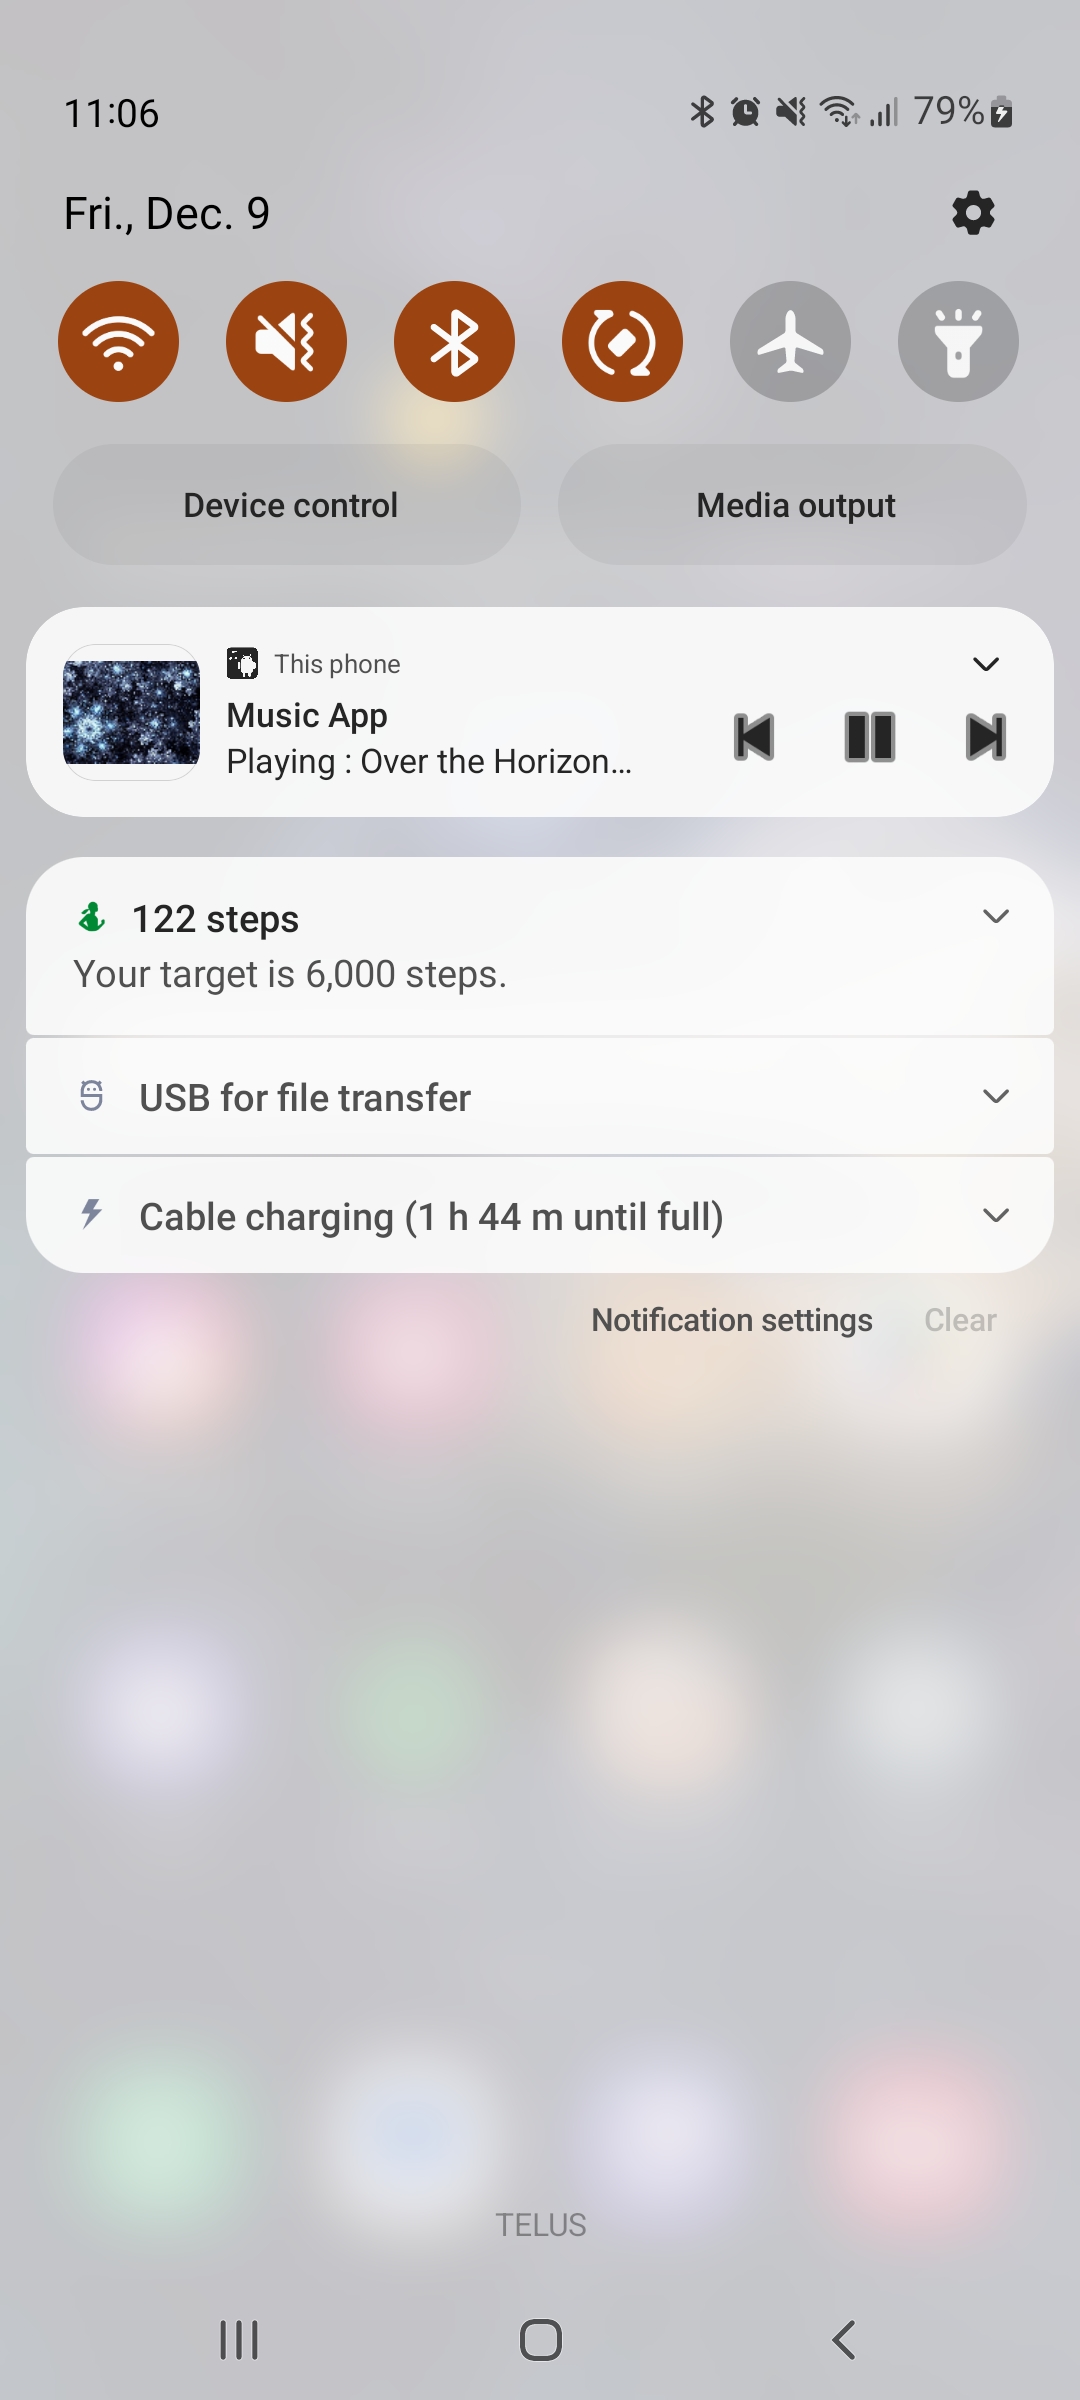 11:06
79%
Fri., Dec. 9
Device control
Media output
This phone
Music App
Playing : Over the Horizon...
122 steps
Your target is 6,000 steps.
USB for file transfer
Cable charging (1 h 44 m until full)
Notification settings
Clear
TELUS